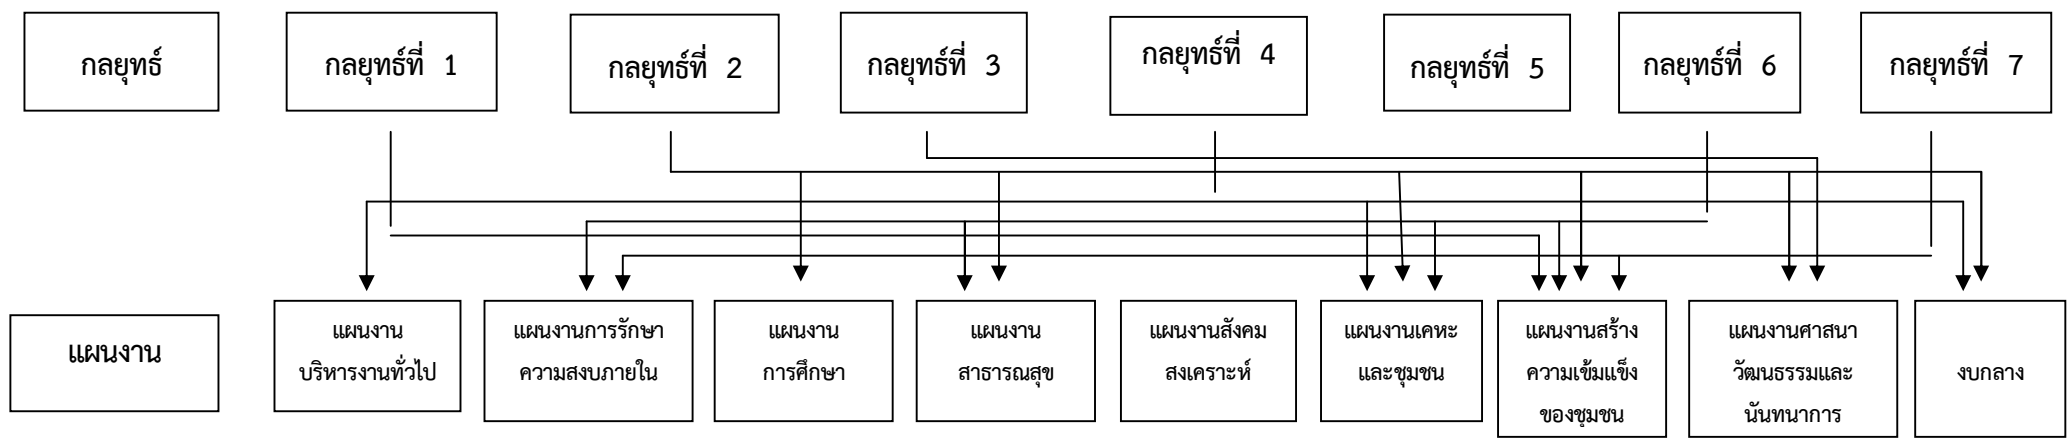 กลยุทธ์
กลยุทธ์ที่ 1
กลยุทธ์ที่ 2
กลยุทธ์ที่ 3
กลยุทธ์ที่ 4
กลยุทธ์ที่ 5
กลยุทธ์ที่ 6
กลยุทธ์ที่ 7
แผนงาน
แผนงาน
บริหารงานทั่วไป
แผนงานการรักษา
ความสงบภายใน
แผนงาน
การศึกษา
แผนงาน
สาธารณสุข
แผนงานสังคม
สงเคราะห์
แผนงานเคหะ
และชุมชน
แผนงานสร้าง
ความเข้มแข็ง
ของชุมชน
แผนงานศาสนา
วัฒนธรรมและ
นันทนาการ
งบกลาง